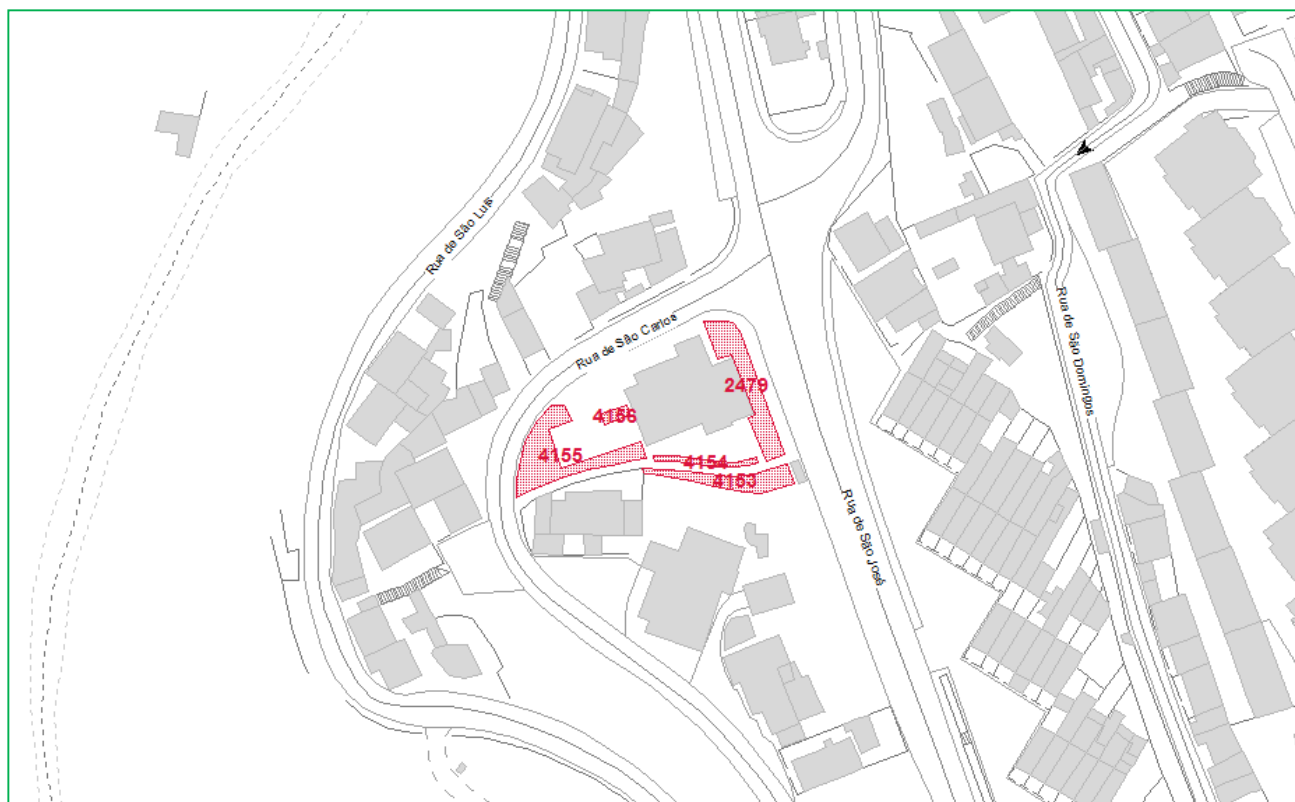 Rua de São Luís
Rua de São Carlos
Rua de São Domingos
2479
4156
4155
4154
4153
Rua de São José